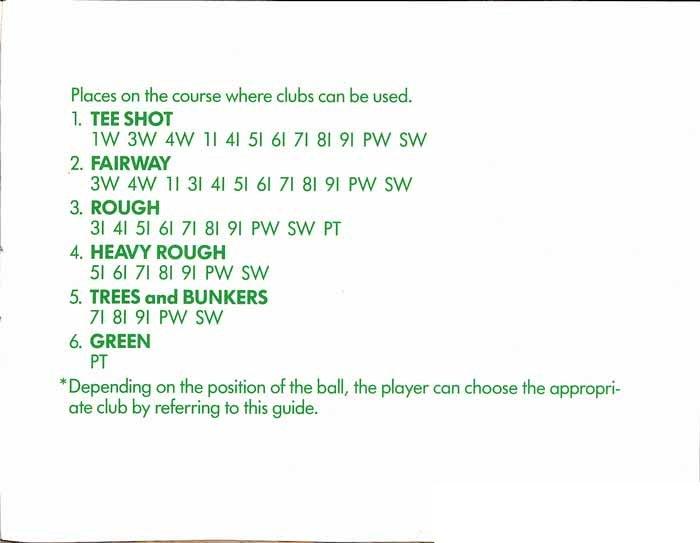 Places on the course where clubs can be used.
1. TEE SHOT
1W 3W 4W 1I 4I 5I 6I 7I 8I 9I PW SW
2. FAIRWAY
3W 4W 1I 3I 4I 5I 6I 7I 8I 9I PW SW
3. ROUGH
3I 4I 5I 6I 7I 8I 9I PW SW PT
4. HEAVY ROUGH
5I 6I 7I 8I 9I PW SW
5. TREES and BUNKERS
7I 8I 9I PW SW
6. GREEN
PT
*Depending on the position of the ball, the player can choose the appropri-
ate club by referring to this guide.